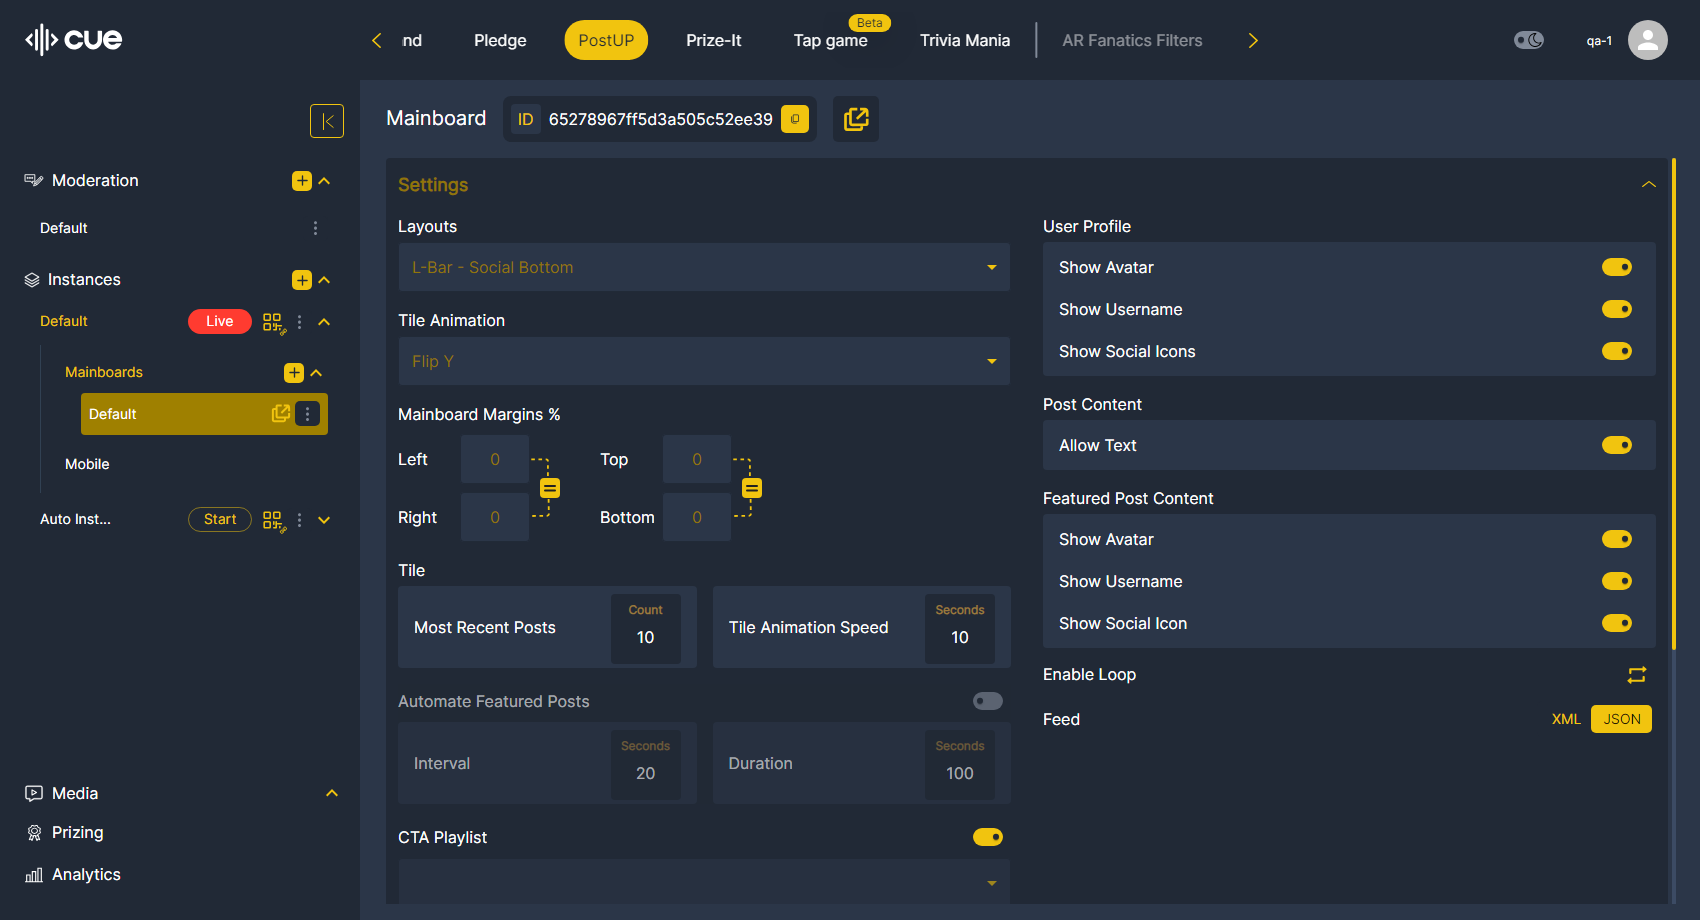 cue
nd
Pledge
PostUP
Prize-It
Beta
Tap game
Trivia Mania
AR Fanatics Filters
qa-1
Moderation
Default
Instances
Default
Live
Mainboards
Default
Mobile
Auto Inst...
Start
Media
Prizing
Analytics
Mainboard
ID
65278967ff5d3a505c52ee39
Settings
Layouts
L-Bar - Social Bottom
Tile Animation
Flip Y
Mainboard Margins %
Left
0
Top
0
Right
0
Bottom
0
Tile
Most Recent Posts
Count
10
Tile Animation Speed
Seconds
10
Automate Featured Posts
Interval
Seconds
20
Duration
Seconds
100
CTA Playlist
User Profile
Show Avatar
Show Username
Show Social Icons
Post Content
Allow Text
Featured Post Content
Show Avatar
Show Username
Show Social Icon
Enable Loop
Feed
XML
JSON